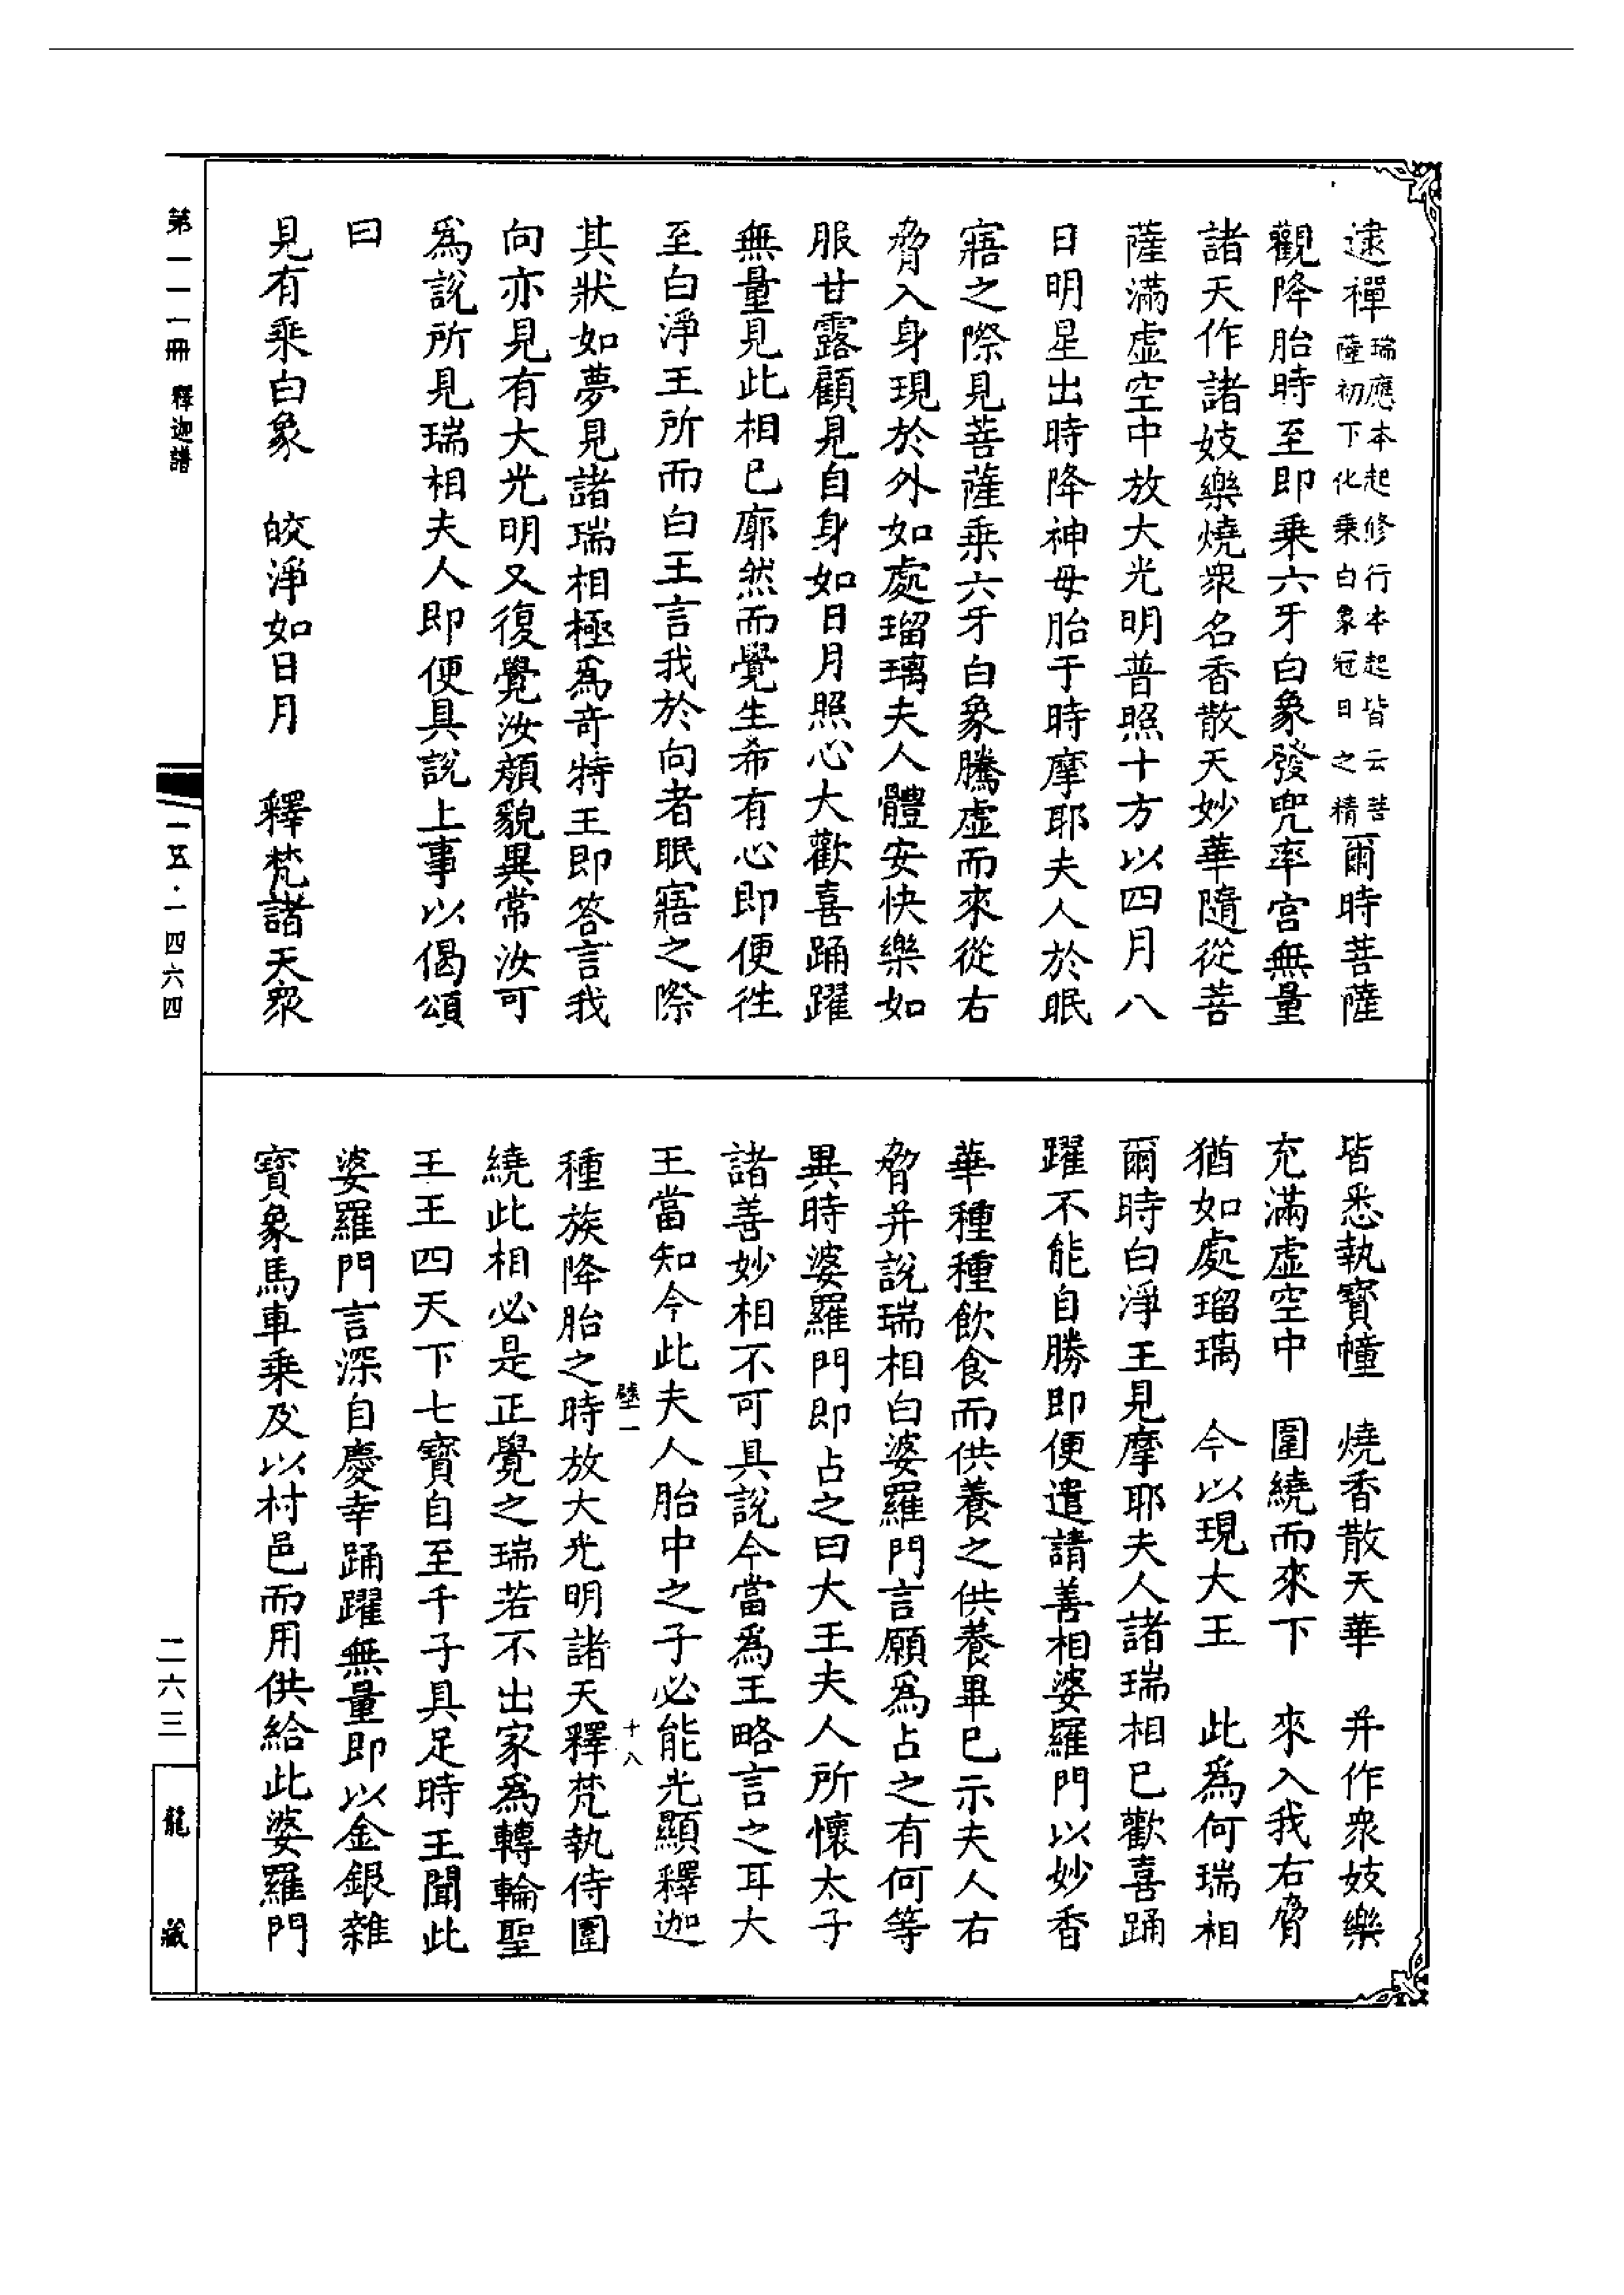 逮禪瑞應本起修行本起皆云菩薩初下化乗白象冠日之精爾時菩薩
觀降胎時至即乗六牙白象發兜率宮無量
諸天作諸妓樂燒衆名香散天妙華隨從菩
薩滿虛空中放大光明普照十方以四月八
日明星出時降神母胎于時摩耶夫人於眠
寤之際見菩薩乗六牙白象騰虛而來從右
脅入身現於外如處瑠璃夫人體安快樂如
服甘露顧見自身如日月照心大歡喜踊躍
無量見此相已廓然而覺生希有心即便徃
至白淨王所而白王言我於向者眠寤之際
其狀如夢見諸瑞相極爲奇特王即答言我
向亦見有大光明又復覺汝顏貌異常汝可
爲說所見瑞相夫人即便具說上事以偈頌
曰
見有乗白象　皎淨如日月　釋梵諸天衆
皆悉執寳幢　燒香散天華　并作衆妓樂
充滿虛空中　圍繞而來下　來入我右脅
猶如處瑠璃　今以現大王　此爲何瑞相
爾時白淨王見摩耶夫人諸瑞相已歡喜踊
躍不能自勝即便遣請善相婆羅門以妙香
華種種飲食而供養之供養畢已示夫人右
脅并說瑞相白婆羅門言願爲占之有何等
異時婆羅門即占之曰大王夫人所懷太子
諸善妙相不可具說今當爲王略言之耳大
王當知今此夫人胎中之子必能光顯釋迦
壁一　十八
種族降胎之時放大光明諸天釋梵執侍圍
繞此相必是正覺之瑞若不出家爲轉輪聖
王王四天下七寳自至千子具足時王聞此
婆羅門言深自慶幸踊躍無量即以金銀雜
寳象馬車乗及以村邑而用供給此婆羅門
第一一一冊　釋迦譜
一五·一四六四
二六三
龍藏